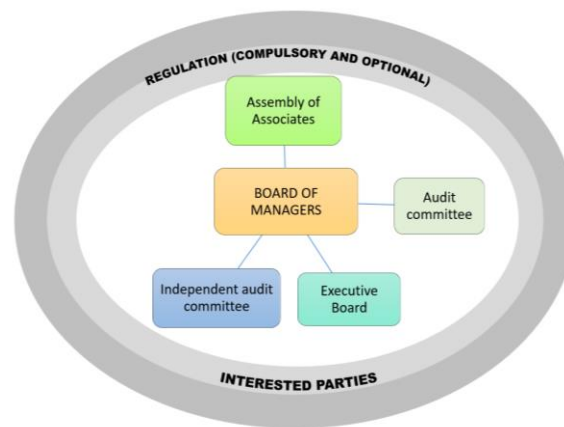 REGULATION (COMPULSORY AND OPTIONAL)
Assembly of
Associates
BOARD OF
MANAGERS
Audit
committee
Independent audit
committee
Executive
Board
INTERESTED PARTIES